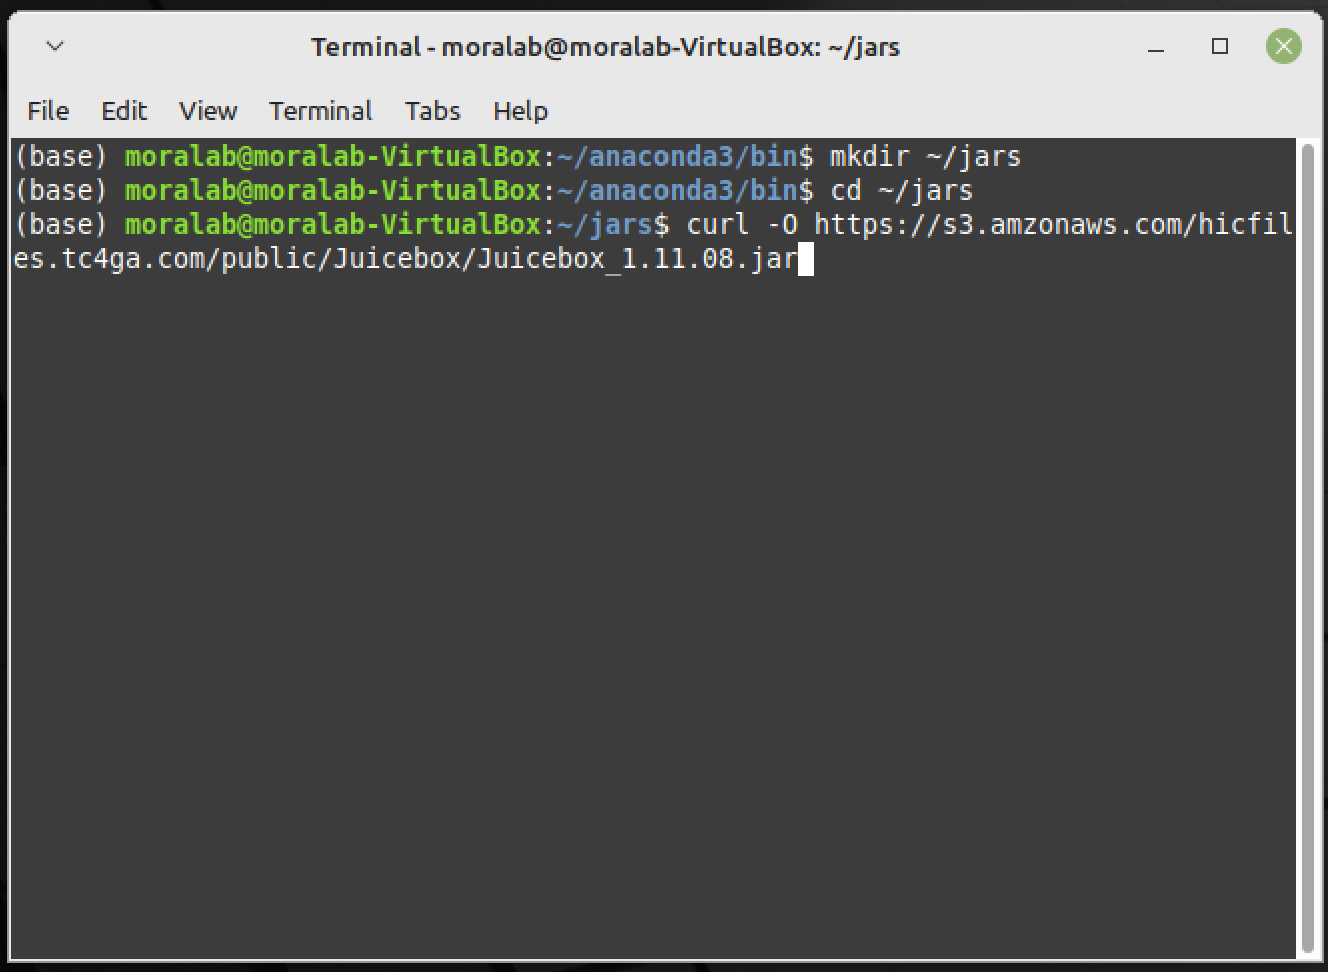 Terminal - moralab@moralab-VirtualBox: ~/jars
File Edit View Terminal Tabs Help
(base) moralab@moralab-VirtualBox:~/anaconda3/bin$ mkdir ~/jars
(base) moralab@moralab-VirtualBox:~/anaconda3/bin$ cd ~/jars
(base) moralab@moralab-VirtualBox:~/jars$ curl -O https://s3.amzonaws.com/hicfil
es.tc4ga.com/public/Juicebox/Juicebox_1.11.08.jar